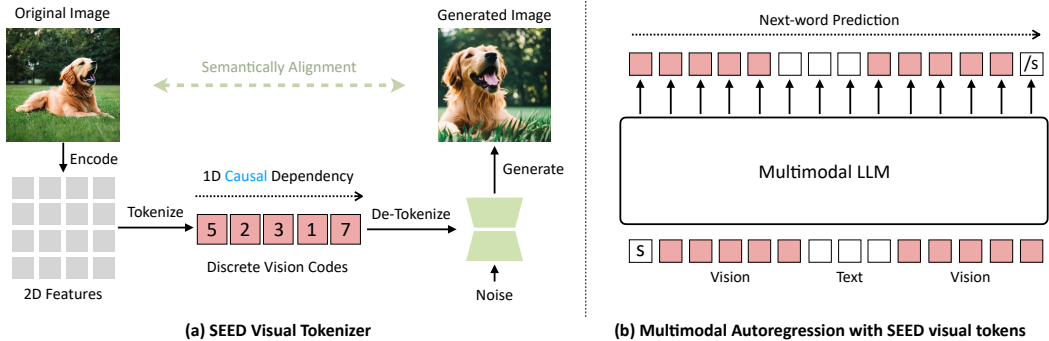 Original Image
Generated Image
Semantically Alignment
Encode
1D Causal Dependency
Generate
Tokenize
5 2 3 1 7
De-Tokenize
Discrete Vision Codes
2D Features
Noise
(a) SEED Visual Tokenizer
Next-word Prediction
/s
Multimodal LLM
S
Vision
Text
Vision
(b) Multimodal Autoregression with SEED visual tokens